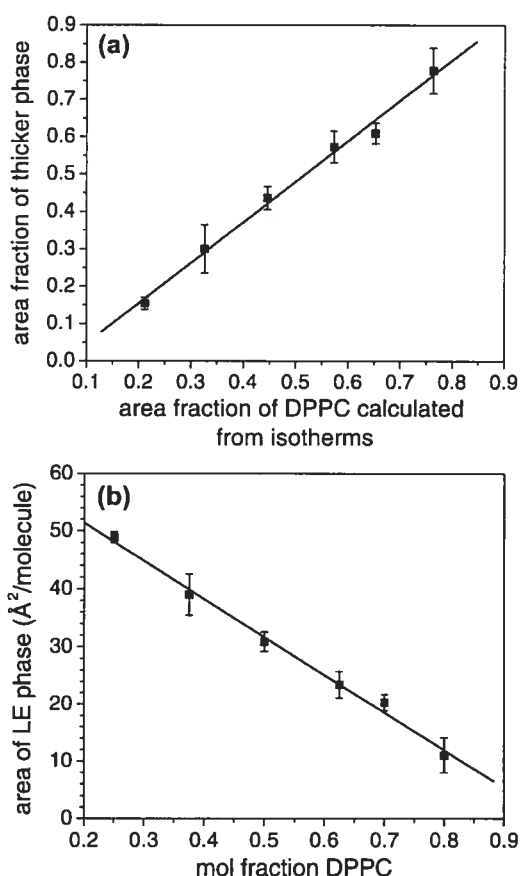 (a)
area fraction of thicker phase
0.9
0.8
0.7
0.6
0.5
0.4
0.3
0.2
0.1
0.0
0.1 0.2 0.3 0.4 0.5 0.6 0.7 0.8 0.9
area fraction of DPPC calculated
from isotherms
(b)
area of LE phase (Å²/molecule)
60
50
40
30
20
10
0
0.2 0.3 0.4 0.5 0.6 0.7 0.8 0.9
mol fraction DPPC